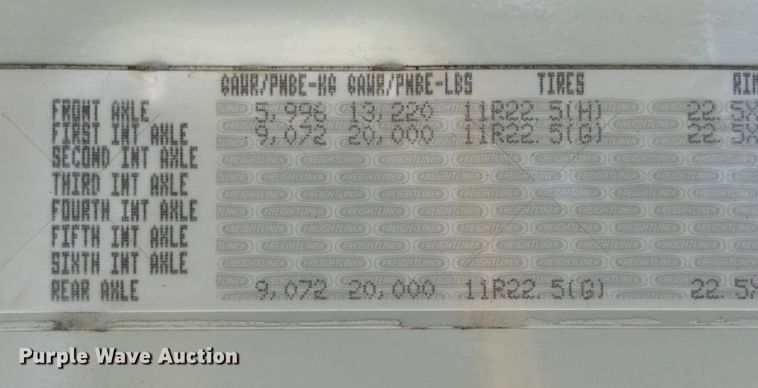 GAWR/PNBE-KG GAWR/PNBE-LBS TIRES RIM
FRONT AXLE 5,996 13,220 11R22.5(H) 22.5X
FIRST INT AXLE 9,072 20,000 11R22.5(G) 22.5X
SECOND INT AXLE
THIRD INT AXLE
FOURTH INT AXLE
FIFTH INT AXLE
SIXTH INT AXLE
REAR AXLE 9,072 20,000 11R22.5(G) 22.5X
FREIGHTLINER
Purple Wave Auction